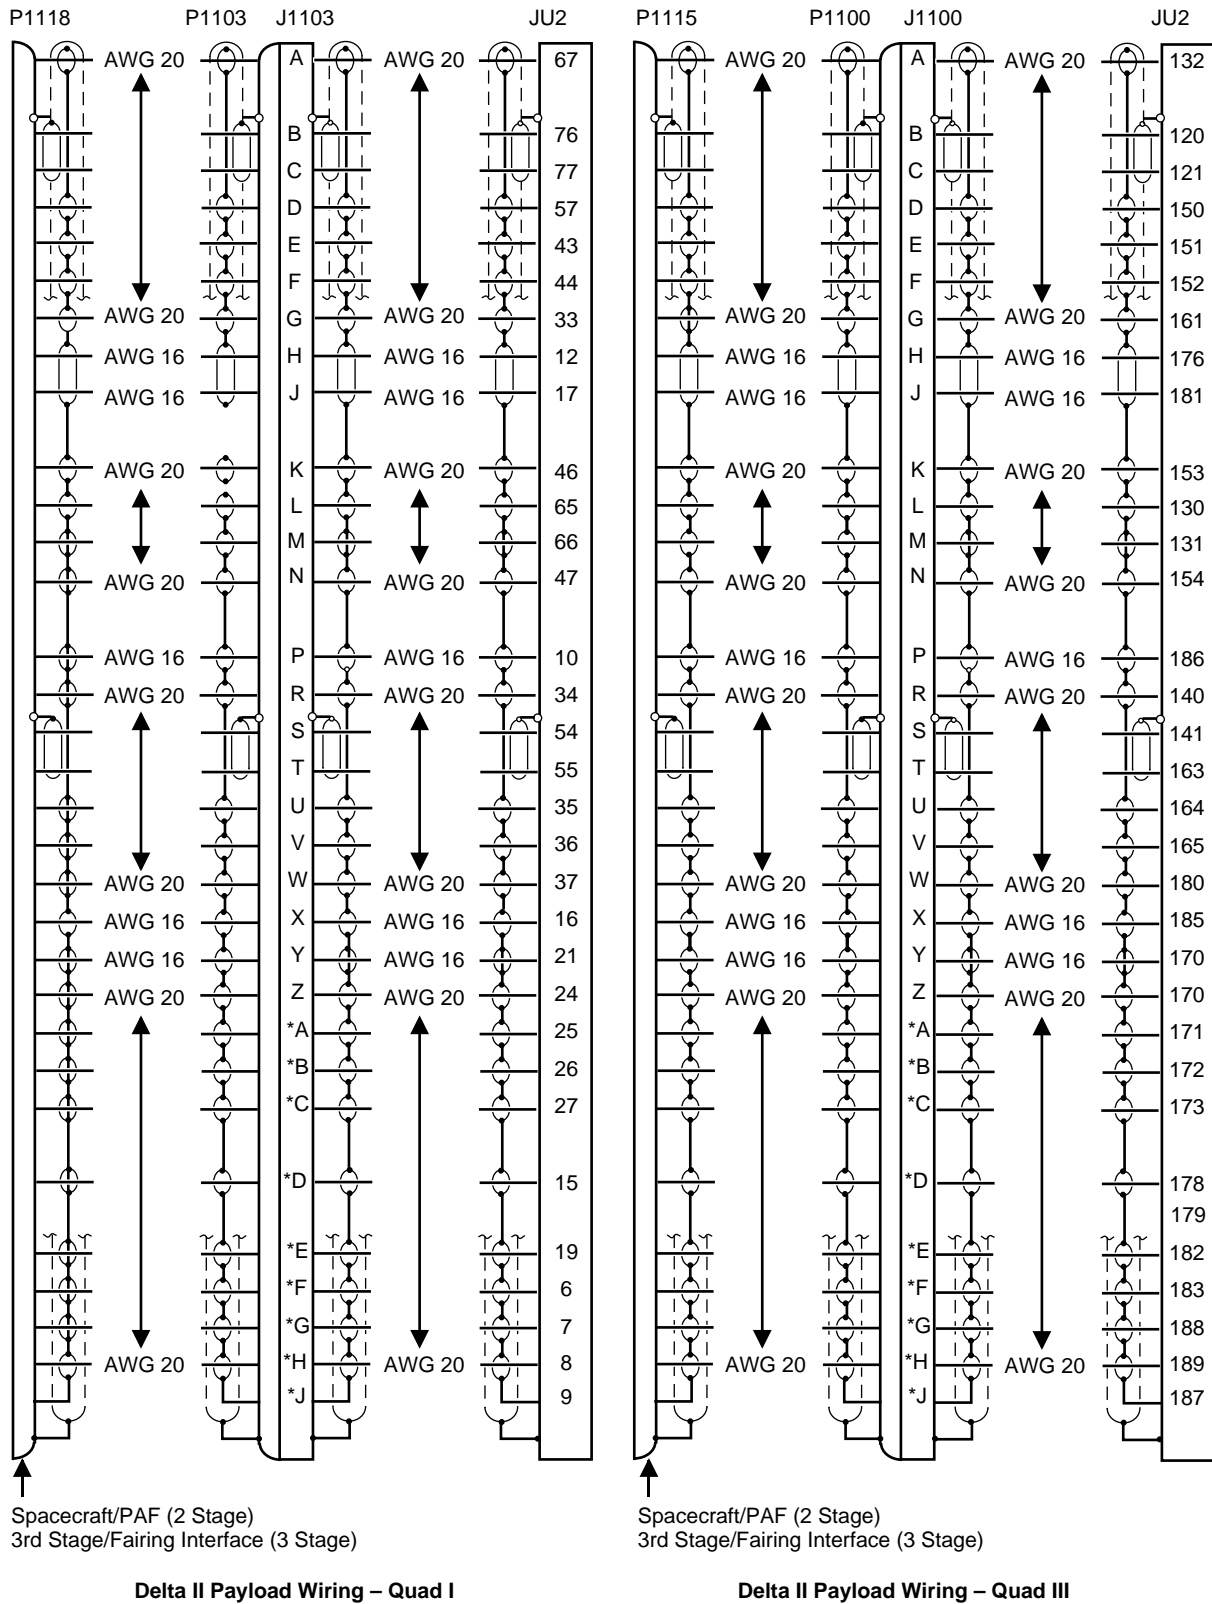 P1118 P1103 J1103 JU2 P1115 P1100 J1100 JU2
AWG 20 A AWG 20 67 AWG 20 A AWG 20 132
B 76 B 120
C 77 C 121
D 57 D 150
E 43 E 151
F 44 F 152
AWG 20 G AWG 20 33 AWG 20 G AWG 20 161
AWG 16 H AWG 16 12 AWG 16 H AWG 16 176
AWG 16 J AWG 16 17 AWG 16 J AWG 16 181
AWG 20 K AWG 20 46 AWG 20 K AWG 20 153
L 65 L 130
M 66 M 131
AWG 20 N AWG 20 47 AWG 20 N AWG 20 154
AWG 16 P AWG 16 10 AWG 16 P AWG 16 186
AWG 20 R AWG 20 34 AWG 20 R AWG 20 140
S 54 S 141
T 55 T 163
U 35 U 164
V 36 V 165
AWG 20 W AWG 20 37 AWG 20 W AWG 20 180
AWG 16 X AWG 16 16 AWG 16 X AWG 16 185
AWG 16 Y AWG 16 21 AWG 16 Y AWG 16 170
AWG 20 Z AWG 20 24 AWG 20 Z AWG 20 170
*A 25 *A 171
*B 26 *B 172
*C 27 *C 173
*D 15 *D 178
179
*E 19 *E 182
*F 6 *F 183
*G 7 *G 188
AWG 20 *H AWG 20 8 AWG 20 *H AWG 20 189
*J 9 *J 187
Spacecraft/PAF (2 Stage)
3rd Stage/Fairing Interface (3 Stage)
Spacecraft/PAF (2 Stage)
3rd Stage/Fairing Interface (3 Stage)
Delta II Payload Wiring – Quad I
Delta II Payload Wiring – Quad III